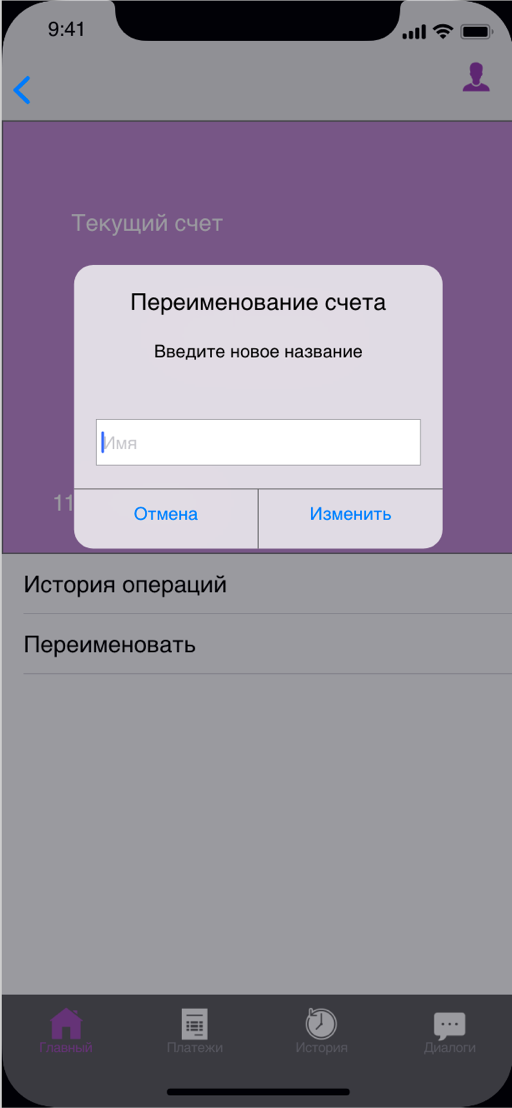 9:41
Текущий счет
Переименование счета
Введите новое название
Имя
11
Отмена
Изменить
История операций
Переименовать
Главный
Платежи
История
Диалоги